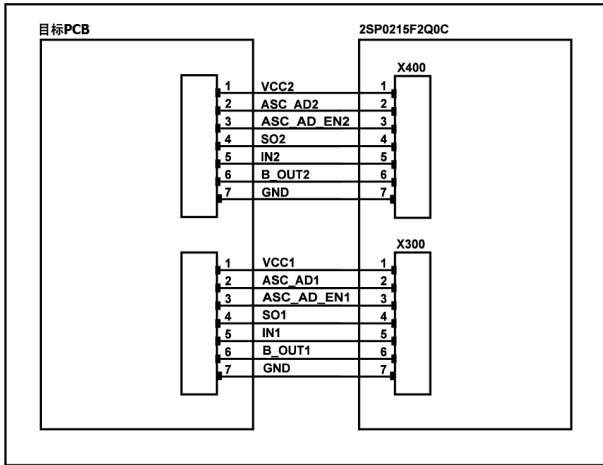 目标PCB 2SP0215F2Q0C
X400
1 VCC2 1
2 ASC_AD2 2
3 ASC_AD_EN2 3
4 SO2 4
5 IN2 5
6 B_OUT2 6
7 GND 7
X300
1 VCC1 1
2 ASC_AD1 2
3 ASC_AD_EN1 3
4 SO1 4
5 IN1 5
6 B_OUT1 6
7 GND 7